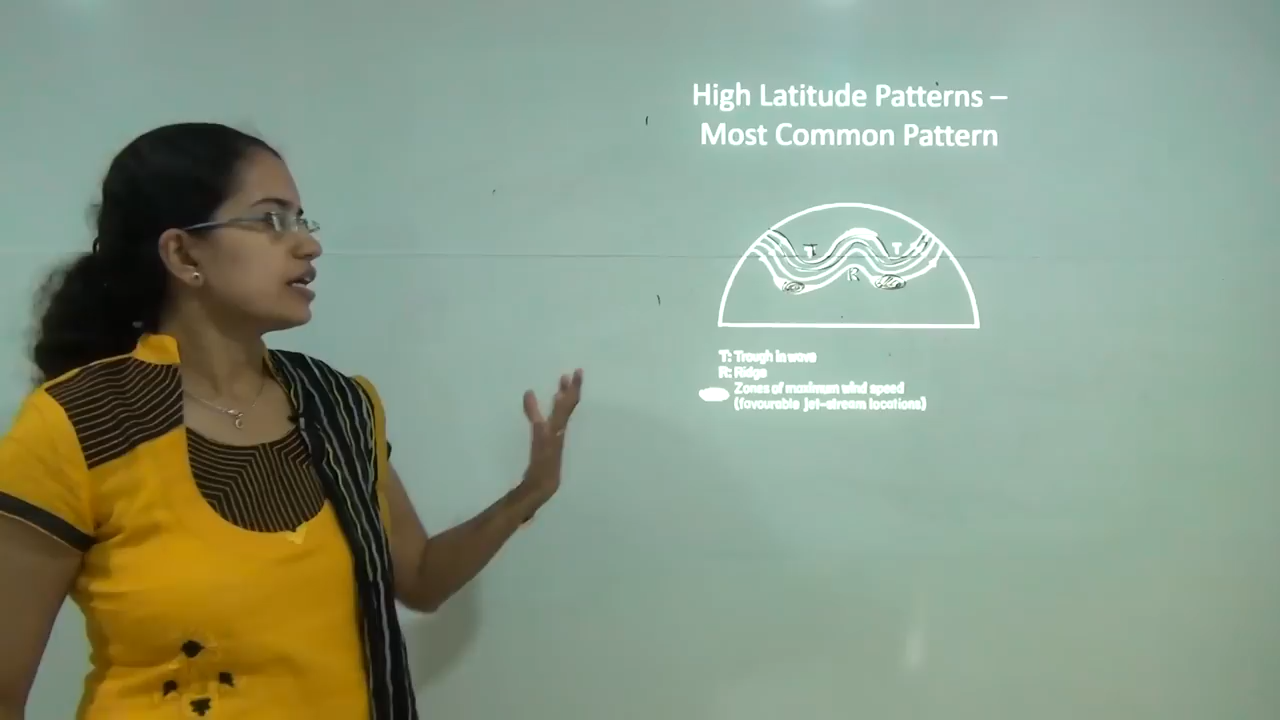 High Latitude Patterns –
Most Common Pattern
T T
R
T: Trough in wave
R: Ridge
Zones of maximum wind speed
(favourable jet-stream locations)